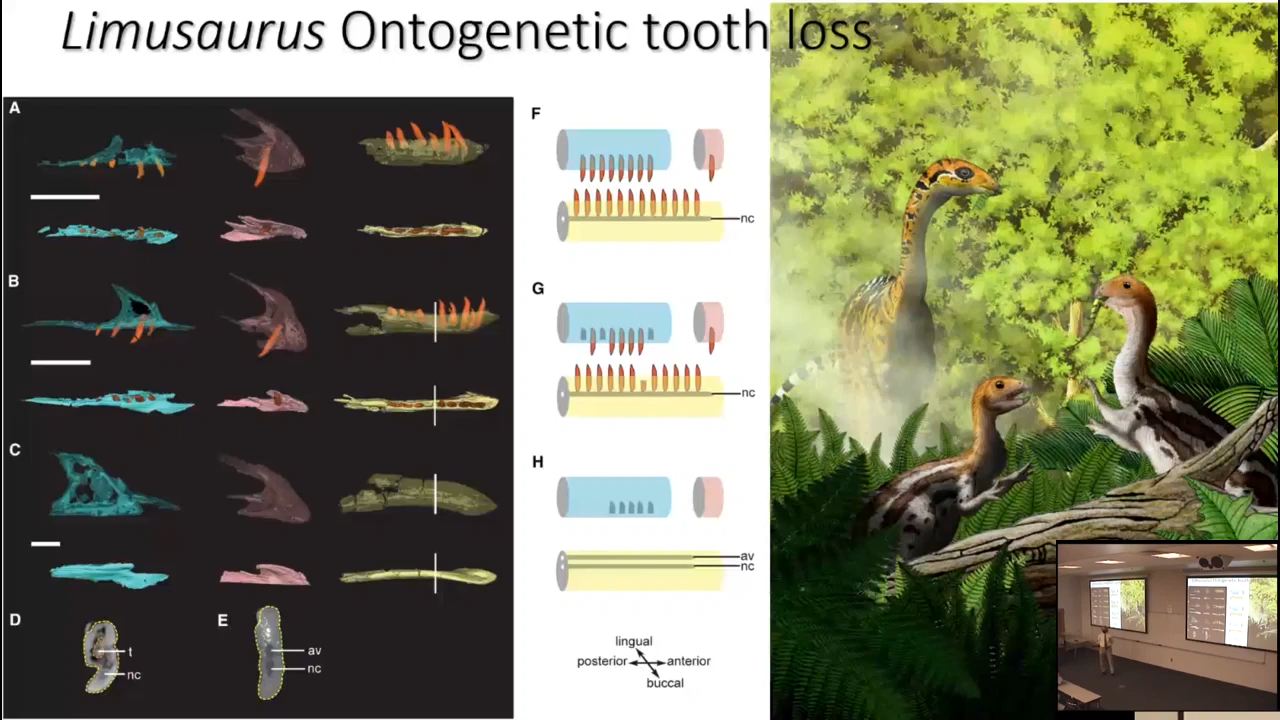 Limusaurus Ontogenetic tooth loss
A
B
C
D
E
t
nc
av
nc
F
nc
G
nc
H
av
nc
lingual
posterior
anterior
buccal